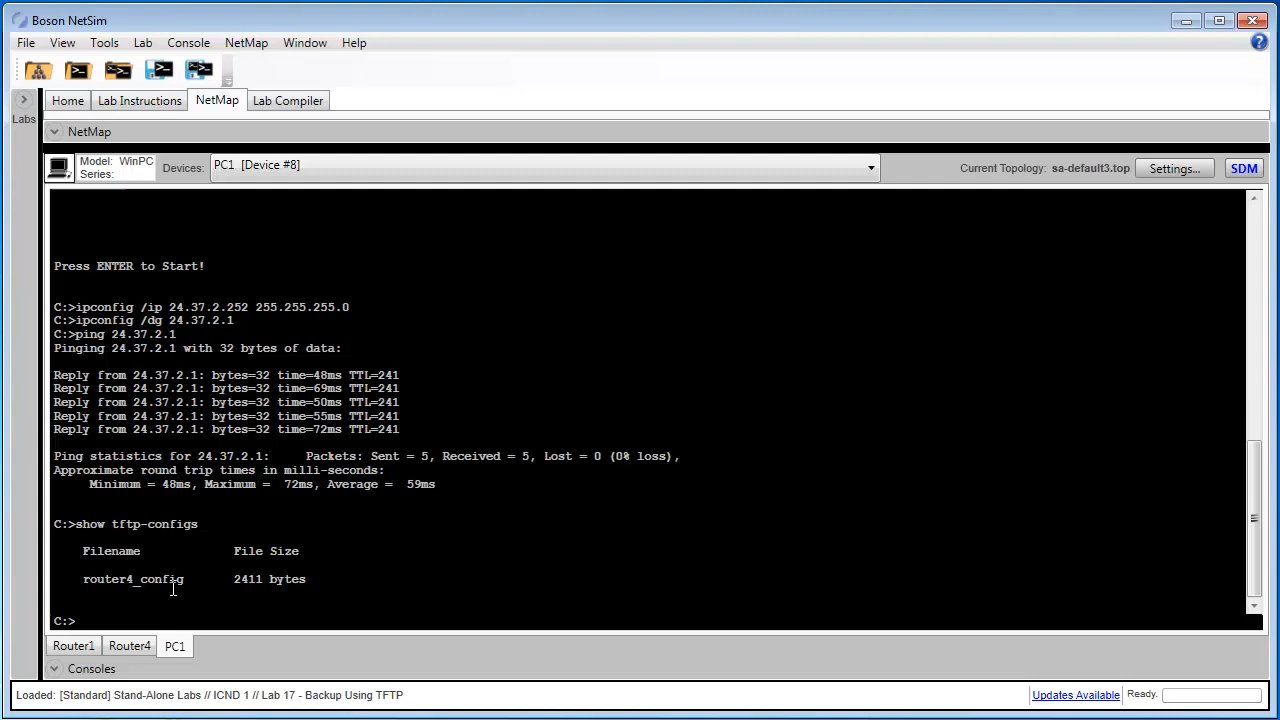 Boson NetSim
File View Tools Lab Console NetMap Window Help
Home Lab Instructions NetMap Lab Compiler
Labs
NetMap
Model: WinPC
Series:
Devices: PC1 [Device #8] Current Topology: sa-default3.top Settings... SDM
Press ENTER to Start!
C:>ipconfig /ip 24.37.2.252 255.255.255.0
C:>ipconfig /dg 24.37.2.1
C:>ping 24.37.2.1
Pinging 24.37.2.1 with 32 bytes of data:
Reply from 24.37.2.1: bytes=32 time=48ms TTL=241
Reply from 24.37.2.1: bytes=32 time=69ms TTL=241
Reply from 24.37.2.1: bytes=32 time=50ms TTL=241
Reply from 24.37.2.1: bytes=32 time=55ms TTL=241
Reply from 24.37.2.1: bytes=32 time=72ms TTL=241
Ping statistics for 24.37.2.1:     Packets: Sent = 5, Received = 5, Lost = 0 (0% loss),
Approximate round trip times in milli-seconds:
     Minimum = 48ms, Maximum =  72ms, Average =  59ms
C:>show tftp-configs
Filename File Size
router4_config 2411 bytes
C:>
Router1 Router4 PC1
Consoles
Loaded: [Standard] Stand-Alone Labs // ICND 1 // Lab 17 - Backup Using TFTP Updates Available Ready.